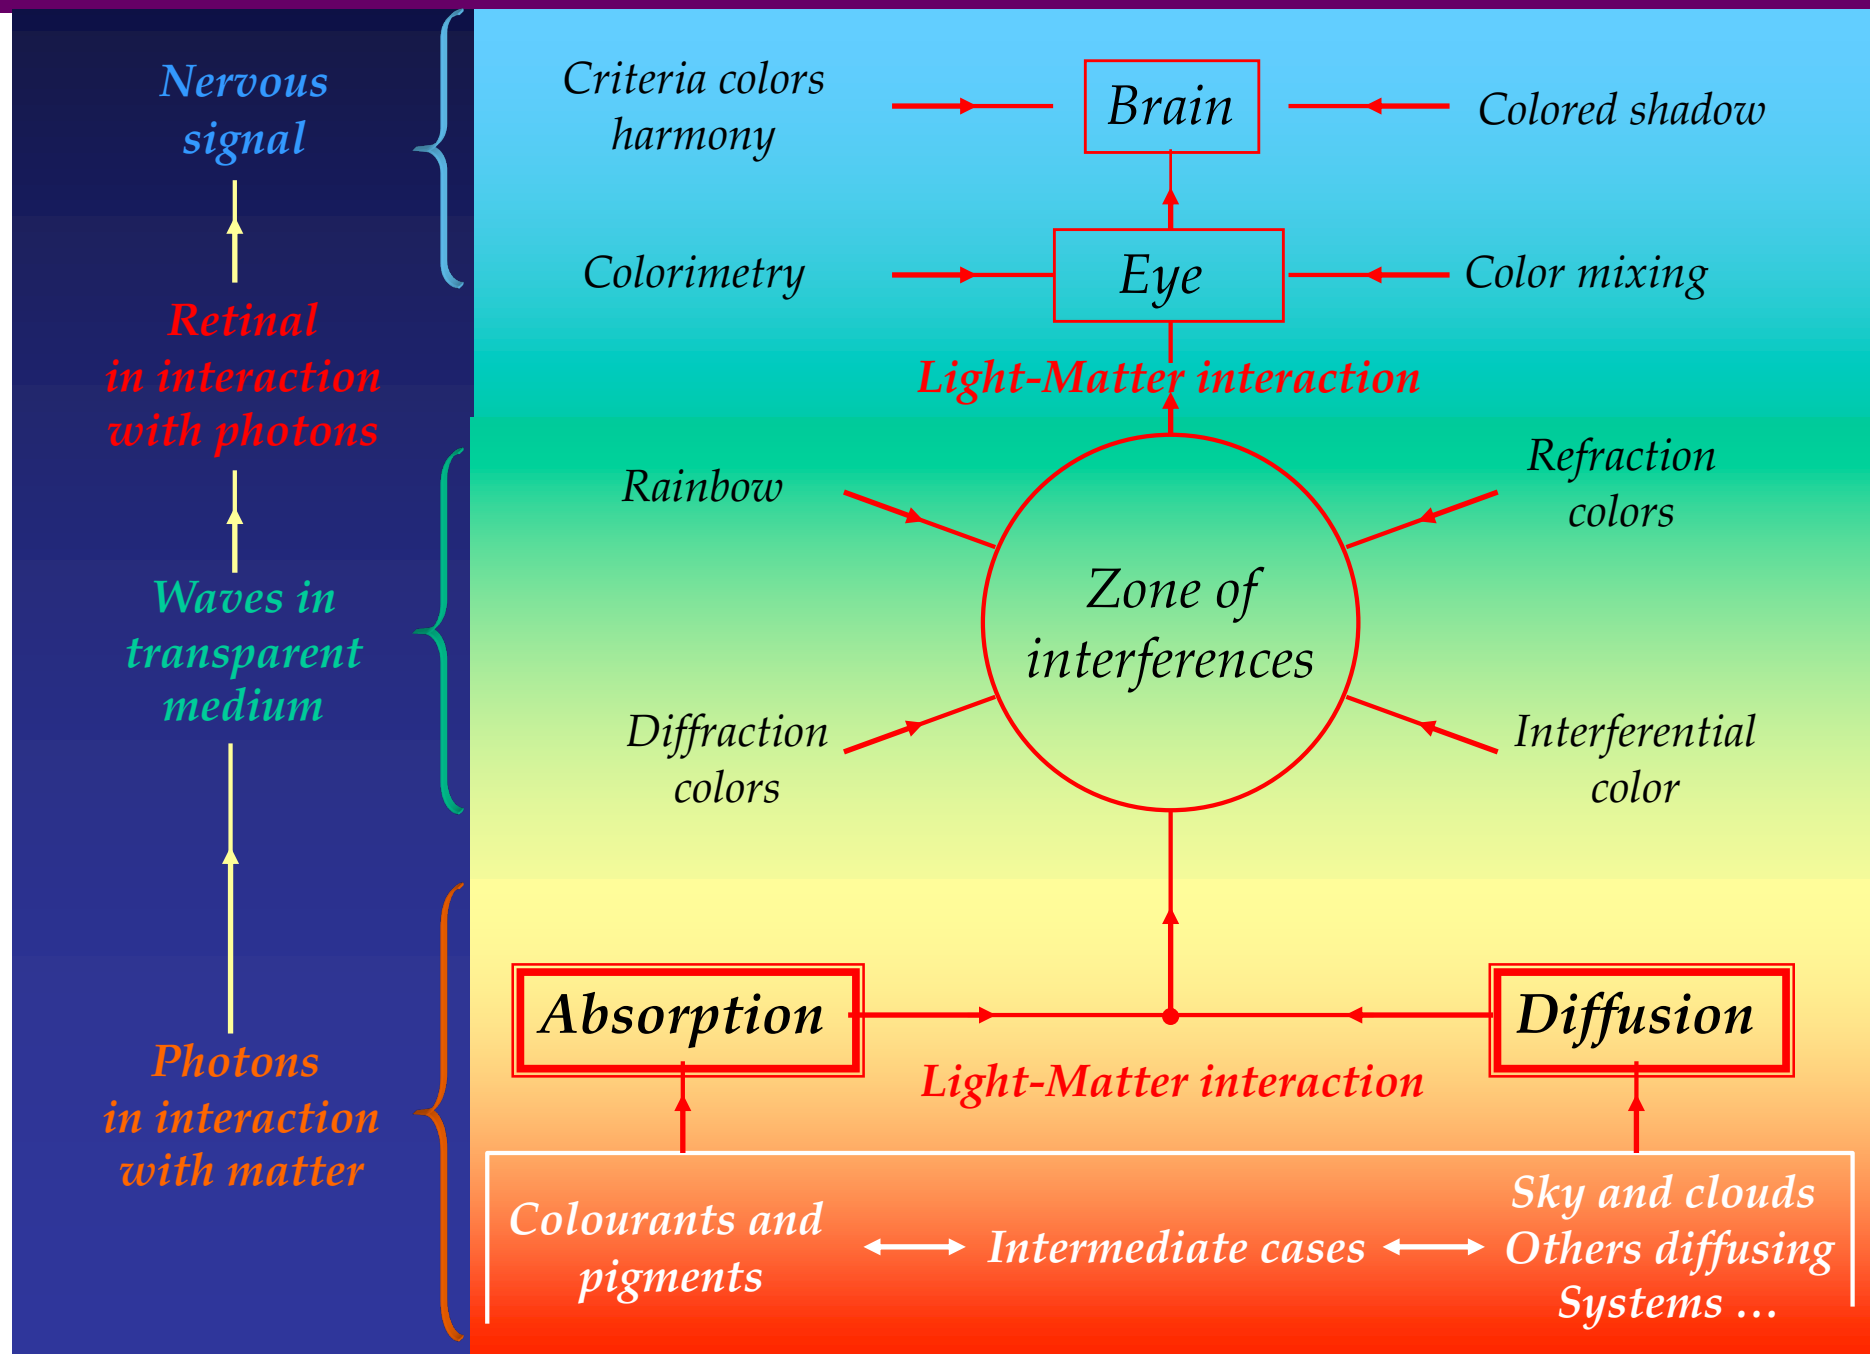 Nervous
signal
Retinal
in interaction
with photons
Waves in
transparent
medium
Photons
in interaction
with matter
Criteria colors
harmony
Brain
Colored shadow
Colorimetry
Eye
Color mixing
Light-Matter interaction
Rainbow
Refraction
colors
Zone of
interferences
Diffraction
colors
Interferential
color
Absorption
Diffusion
Light-Matter interaction
Colourants and
pigments
Intermediate cases
Sky and clouds
Others diffusing
Systems ...